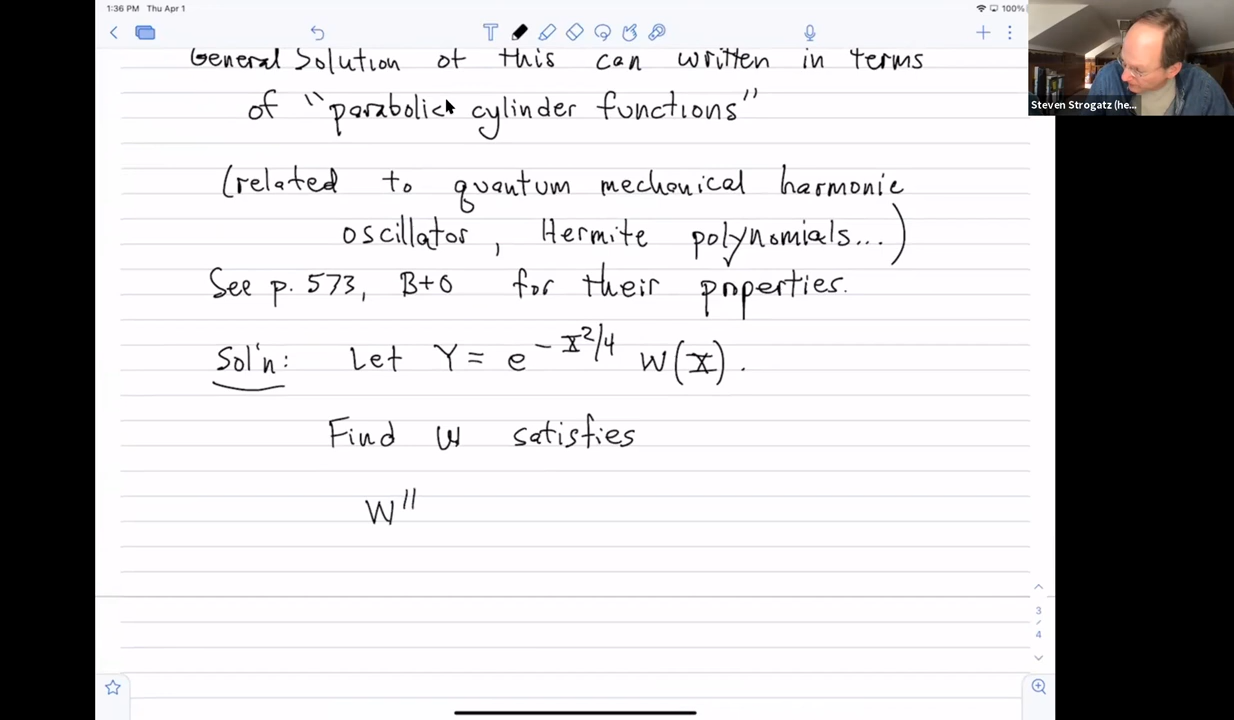 1:36 PM Thu Apr 1
100%
T
General Solution of this can written in terms
of "parabolic cylinder functions"
Steven Strogatz (he...
(related to quantum mechanical harmonic
oscillator, Hermite polynomials...)
See p. 573, B+O for their properties.
Sol'n: Let Y = e^{-X²/4} W(X).
Find W satisfies
W''
3
/
4